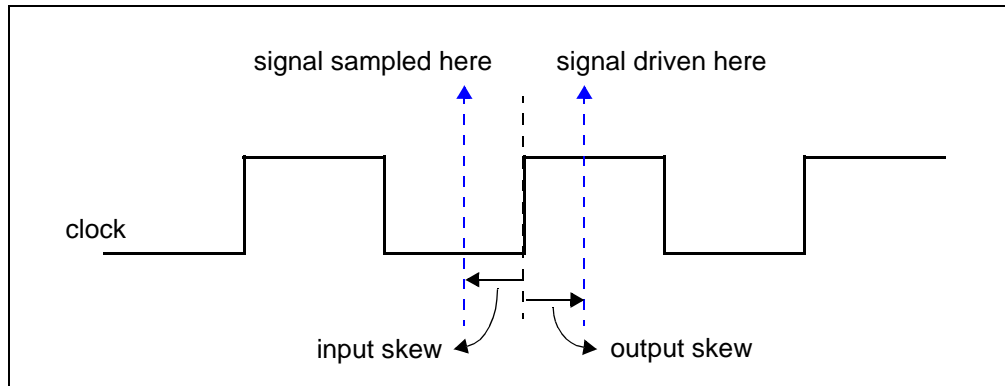 signal sampled here
signal driven here
clock
input skew
output skew